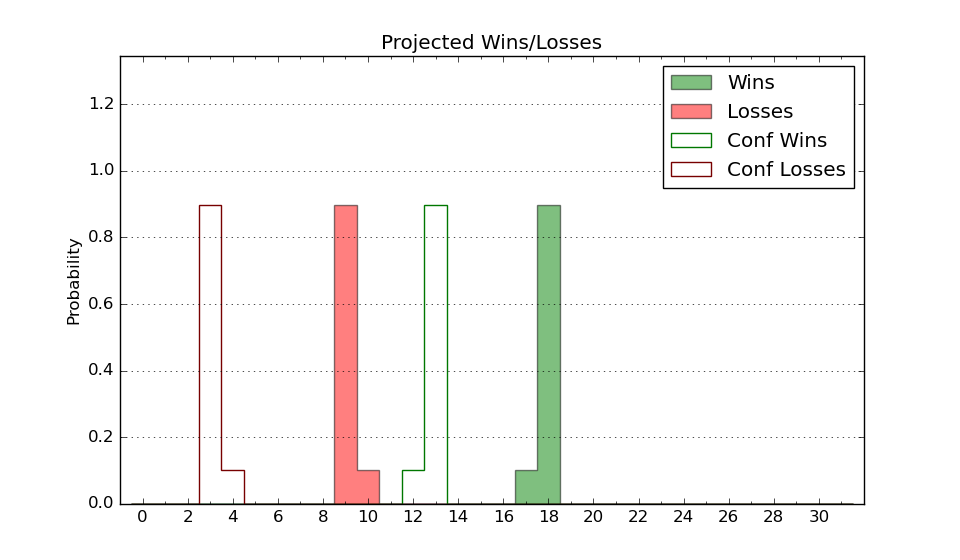 Projected Wins/Losses
Wins
Losses
Conf Wins
Conf Losses
Probability
1.2
1.0
0.8
0.6
0.4
0.2
0.0
0 2 4 6 8 10 12 14 16 18 20 22 24 26 28 30